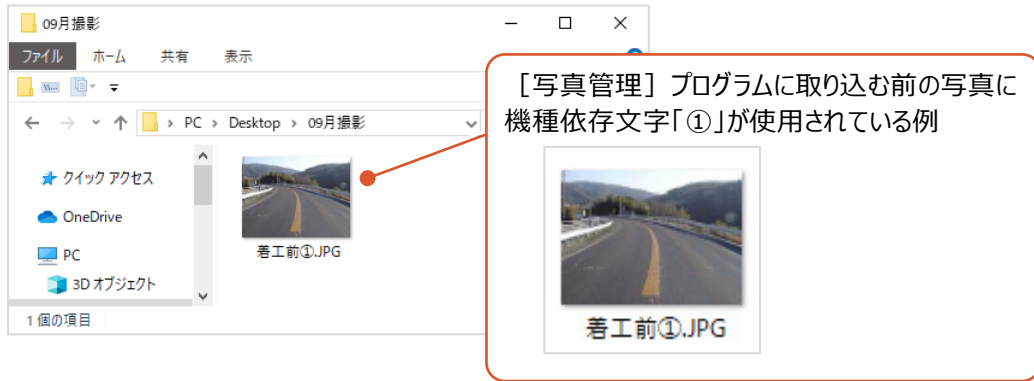 09月撮影
ファイル ホーム 共有 表示
PC > Desktop > 09月撮影
クイック アクセス
OneDrive
PC
3D オブジェクト
着工前①.JPG
1 個の項目
［写真管理］プログラムに取り込む前の写真に
機種依存文字「①」が使用されている例
着工前①.JPG